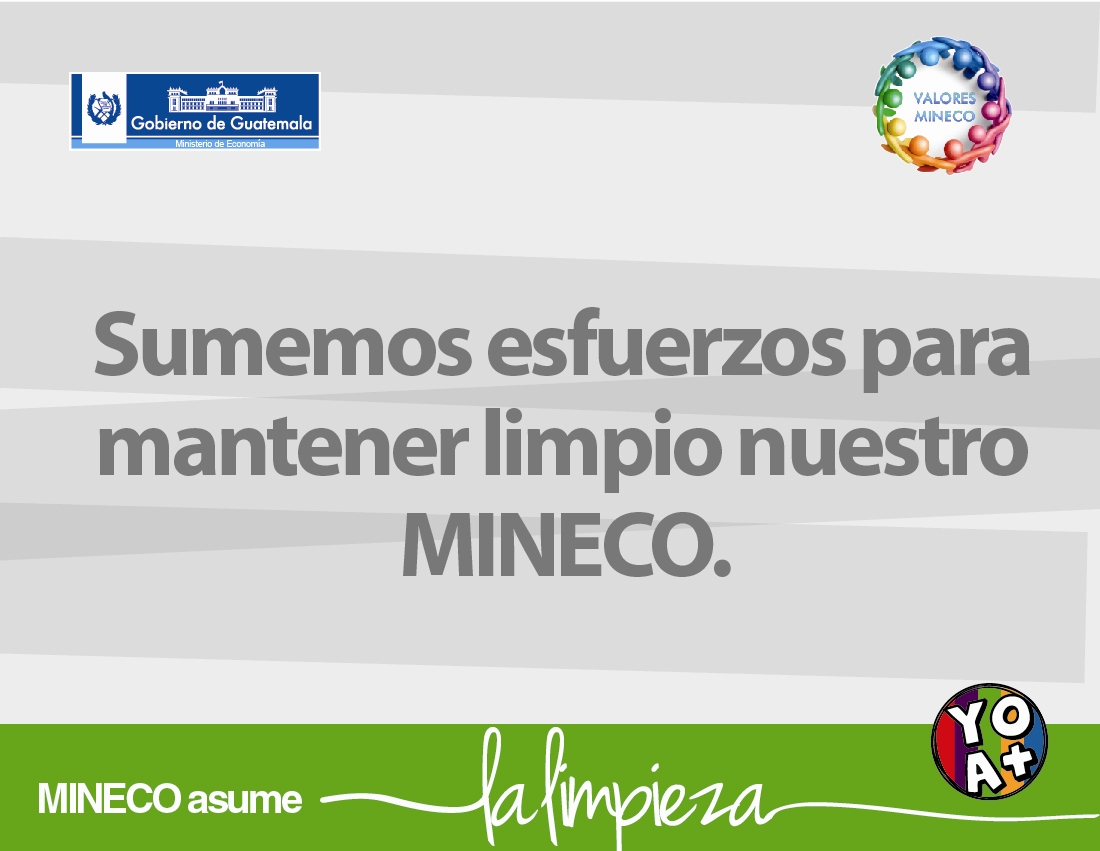 Gobierno de Guatemala
Ministerio de Economía
VALORES
MINECO
Sumemos esfuerzos para
mantener limpio nuestro
MINECO.
YO
A+
MINECO asume la limpieza